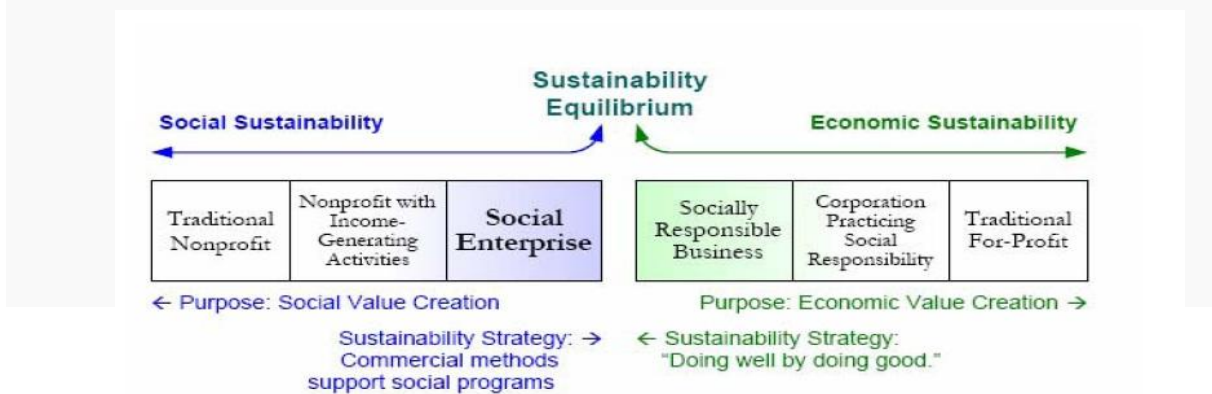 Sustainability
Equilibrium
Social Sustainability
Economic Sustainability
Traditional
Nonprofit
Nonprofit with
Income-
Generating
Activities
Social
Enterprise
Socially
Responsible
Business
Corporation
Practicing
Social
Responsibility
Traditional
For-Profit
← Purpose: Social Value Creation
Purpose: Economic Value Creation →
Sustainability Strategy: →
Commercial methods
support social programs
← Sustainability Strategy:
"Doing well by doing good."